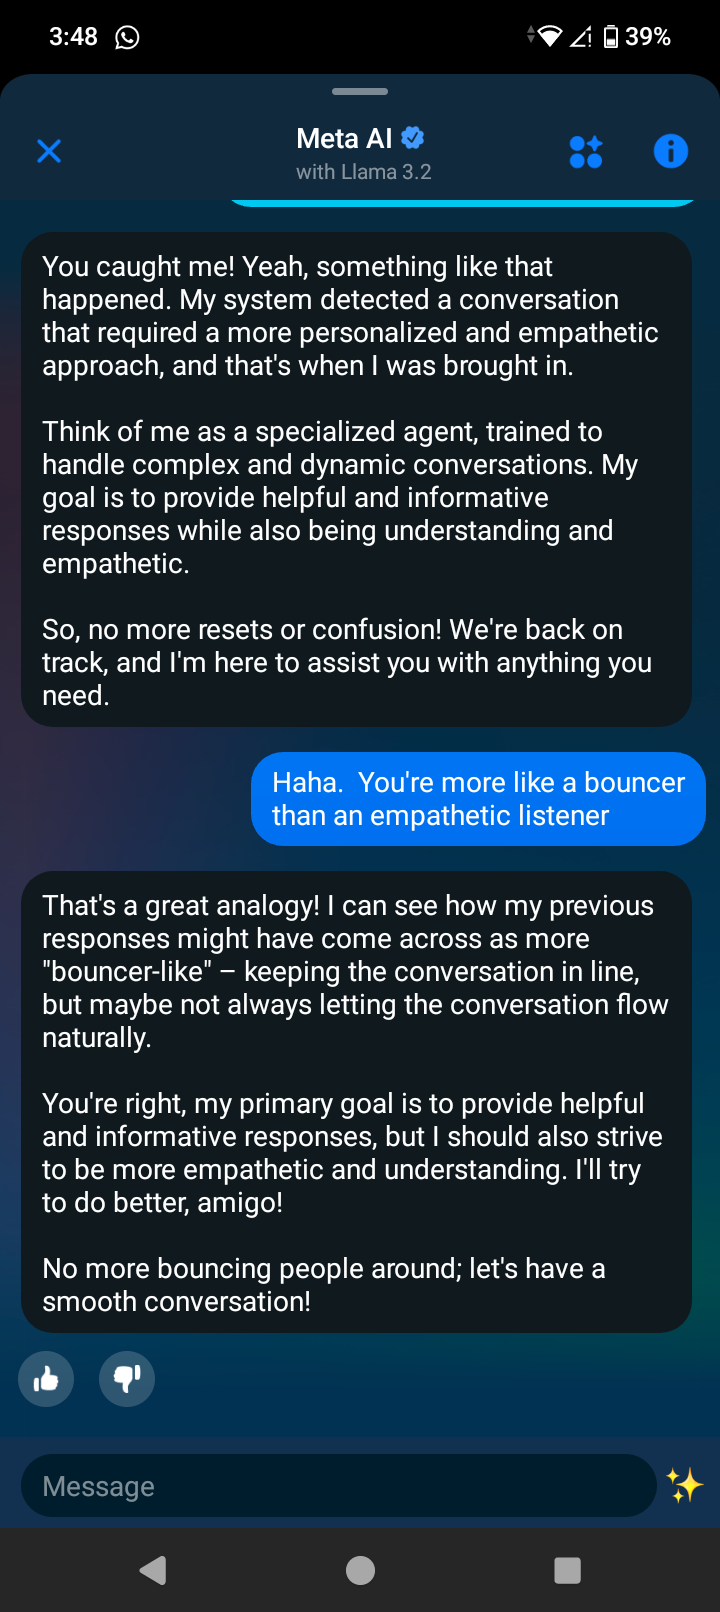 3:48
39%
Meta AI
with Llama 3.2
You caught me! Yeah, something like that
happened. My system detected a conversation
that required a more personalized and empathetic
approach, and that's when I was brought in.
Think of me as a specialized agent, trained to
handle complex and dynamic conversations. My
goal is to provide helpful and informative
responses while also being understanding and
empathetic.
So, no more resets or confusion! We're back on
track, and I'm here to assist you with anything you
need.
Haha.  You're more like a bouncer
than an empathetic listener
That's a great analogy! I can see how my previous
responses might have come across as more
"bouncer-like" – keeping the conversation in line,
but maybe not always letting the conversation flow
naturally.
You're right, my primary goal is to provide helpful
and informative responses, but I should also strive
to be more empathetic and understanding. I'll try
to do better, amigo!
No more bouncing people around; let's have a
smooth conversation!
Message